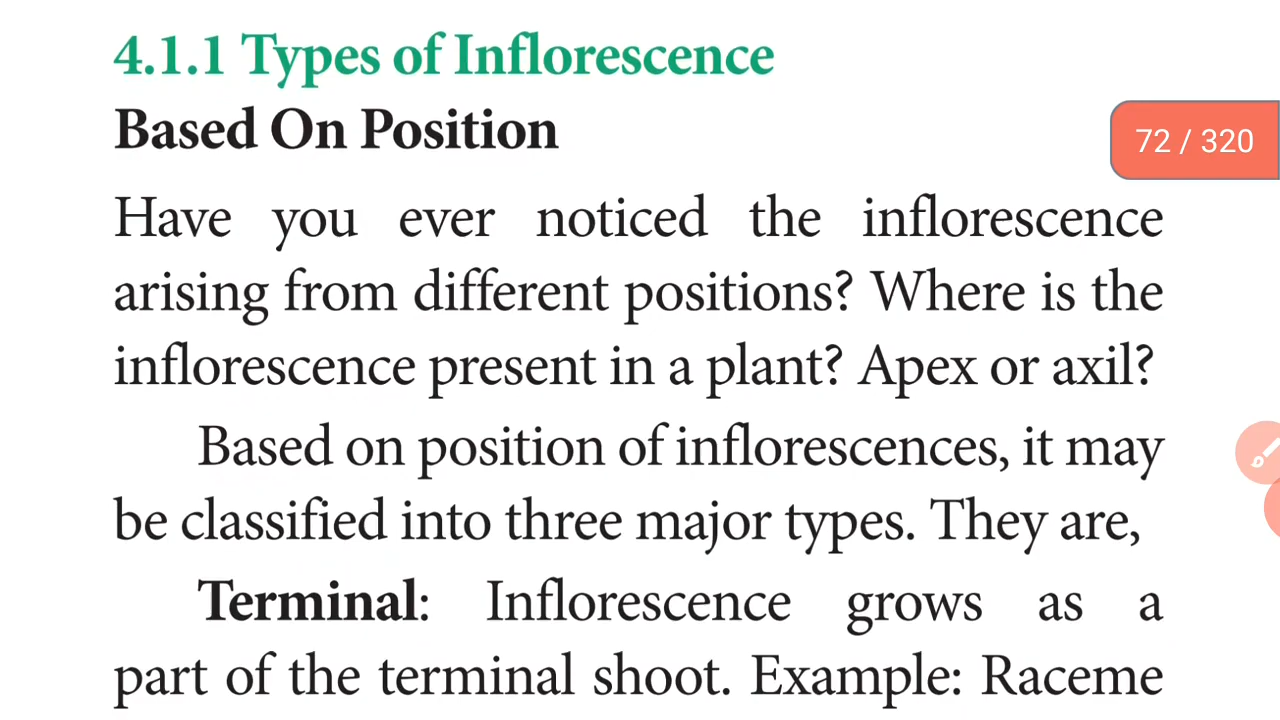 4.1.1 Types of Inflorescence
Based On Position
72 / 320
Have you ever noticed the inflorescence
arising from different positions? Where is the
inflorescence present in a plant? Apex or axil?
Based on position of inflorescences, it may
be classified into three major types. They are,
Terminal: Inflorescence grows as a
part of the terminal shoot. Example: Raceme